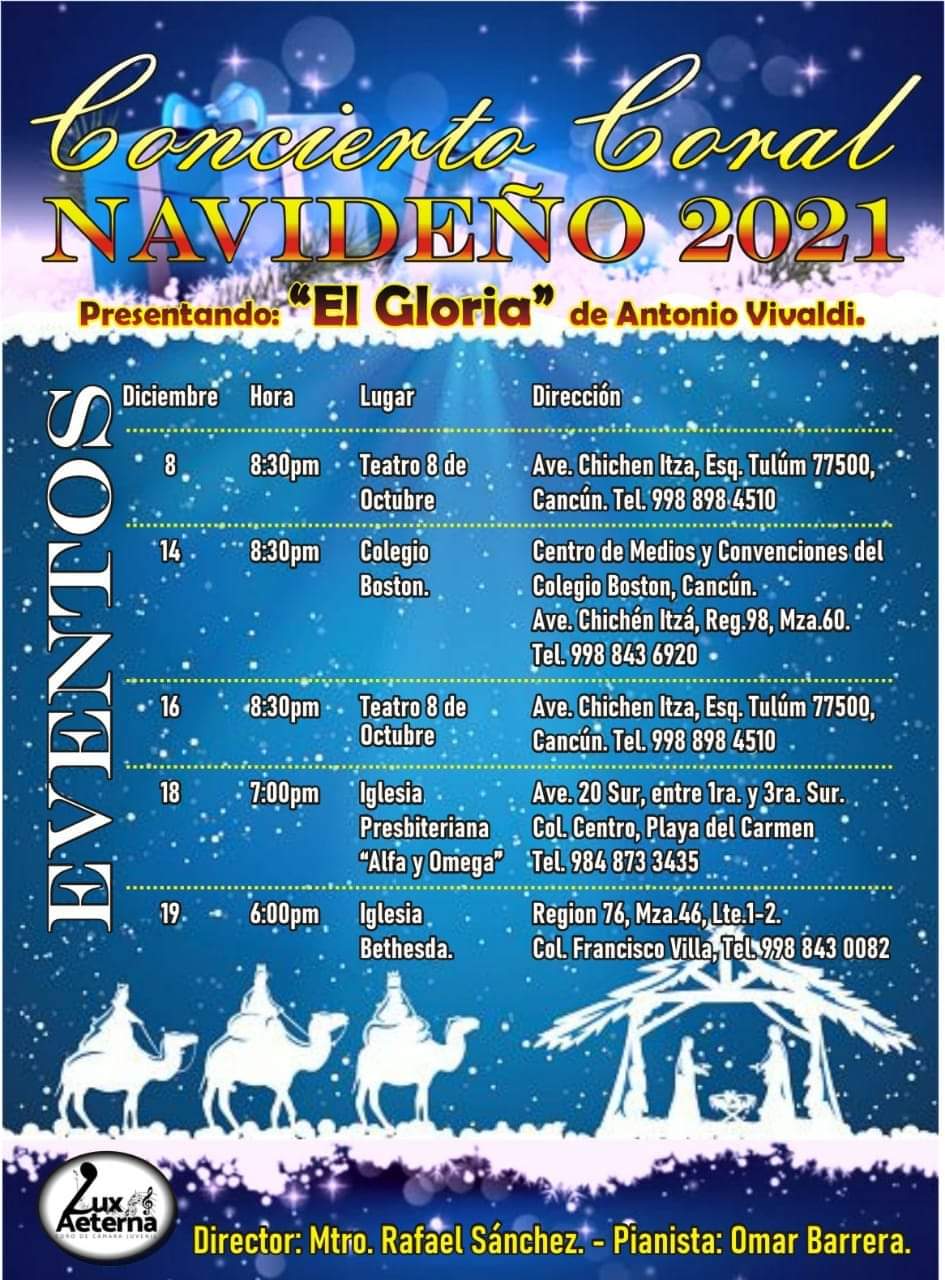 Concierto Coral
NAVIDEÑO 2021
Presentando: “El Gloria” de Antonio Vivaldi.
EVENTOS
Diciembre Hora Lugar Dirección
8 8:30pm Teatro 8 de Ave. Chichen Itza, Esq. Tulúm 77500,
Octubre Cancún. Tel. 998 898 4510
14 8:30pm Colegio Centro de Medios y Convenciones del
Boston. Colegio Boston, Cancún.
Ave. Chichén Itzá, Reg.98, Mza.60.
Tel. 998 843 6920
16 8:30pm Teatro 8 de Ave. Chichen Itza, Esq. Tulúm 77500,
Octubre Cancún. Tel. 998 898 4510
18 7:00pm Iglesia Ave. 20 Sur, entre 1ra. y 3ra. Sur.
Presbiteriana Col. Centro, Playa del Carmen
“Alfa y Omega” Tel. 984 873 3435
19 6:00pm Iglesia Region 76, Mza.46, Lte.1-2.
Bethesda. Col. Francisco Villa, Tel. 998 843 0082
Lux
Aeterna
CORO DE CÁMARA JUVENIL
Director: Mtro. Rafael Sánchez. - Pianista: Omar Barrera.